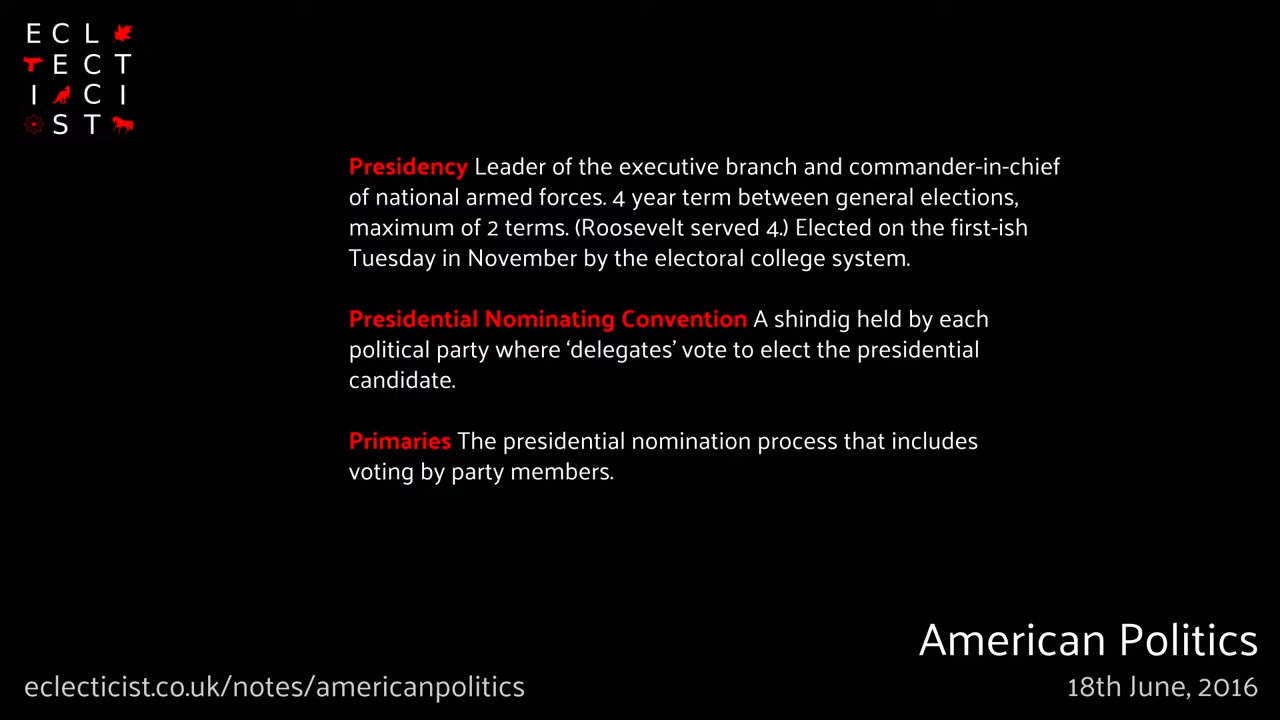 E C L
E C T
I C I
S T
Presidency Leader of the executive branch and commander-in-chief
of national armed forces. 4 year term between general elections,
maximum of 2 terms. (Roosevelt served 4.) Elected on the first-ish
Tuesday in November by the electoral college system.
Presidential Nominating Convention A shindig held by each
political party where ‘delegates’ vote to elect the presidential
candidate.
Primaries The presidential nomination process that includes
voting by party members.
American Politics
eclecticist.co.uk/notes/americanpolitics
18th June, 2016